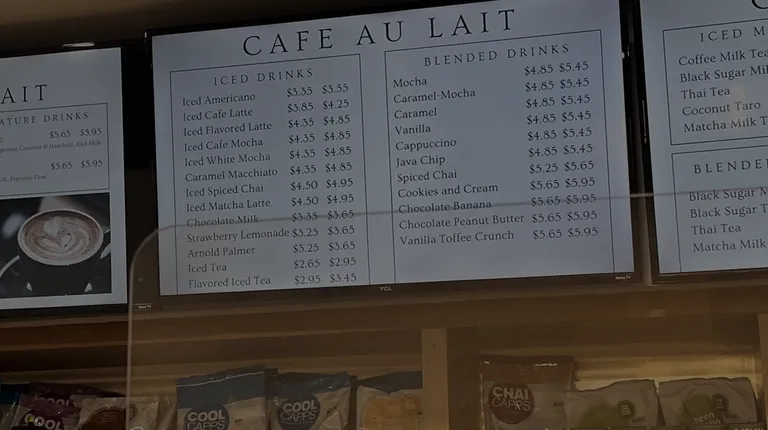 AIT
ATURE DRINKS
$5.65 $5.95
$5.65 $5.95
CAFE AU LAIT
ICED DRINKS
Iced Americano $3.35 $3.55
Iced Cafe Latte $3.85 $4.25
Iced Flavored Latte $4.35 $4.85
Iced Cafe Mocha $4.35 $4.85
Iced White Mocha $4.35 $4.85
Caramel Macchiato $4.35 $4.85
Iced Spiced Chai $4.50 $4.95
Iced Matcha Latte $4.50 $4.95
Chocolate Milk $3.35 $3.65
Strawberry Lemonade $3.25 $3.65
Arnold Palmer $3.25 $3.65
Iced Tea $2.65 $2.95
Flavored Iced Tea $2.95 $3.45
BLENDED DRINKS
Mocha $4.85 $5.45
Caramel-Mocha $4.85 $5.45
Caramel $4.85 $5.45
Vanilla $4.85 $5.45
Cappuccino $4.85 $5.45
Java Chip $4.85 $5.45
Spiced Chai $5.25 $5.65
Cookies and Cream $5.65 $5.95
Chocolate Banana $5.65 $5.95
Chocolate Peanut Butter $5.65 $5.95
Vanilla Toffee Crunch $5.65 $5.95
TCL
ICED M
Coffee Milk Tea
Black Sugar Mil
Thai Tea
Coconut Taro
Matcha Milk T
BLENDE
Black Sugar M
Black Sugar T
Thai Tea
Matcha Milk
COOL
COOL CAPPS
COOL CAPPS
CHAI CAPPS